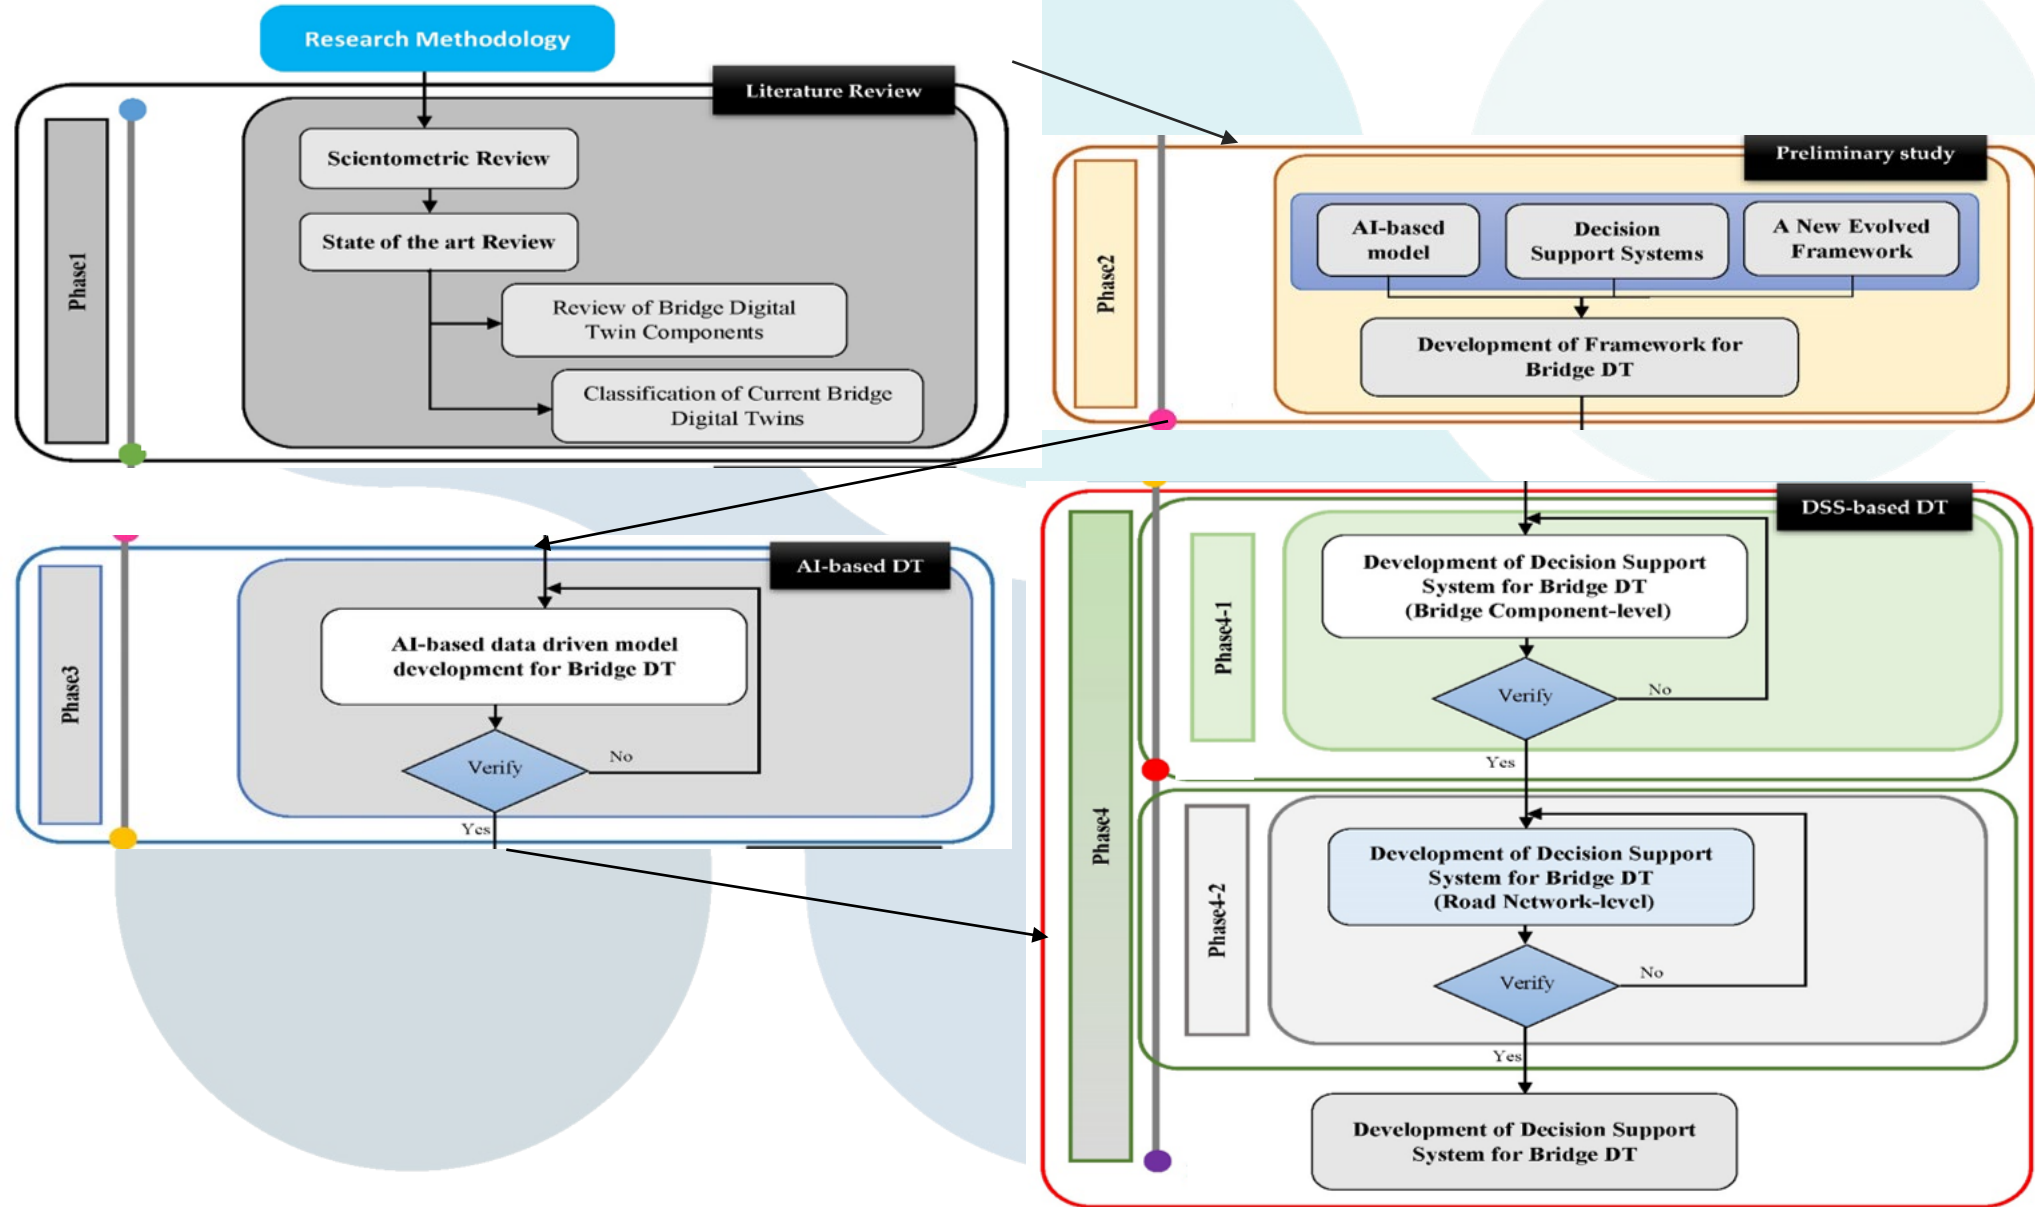 Research Methodology
Literature Review
Phase1
Scientometric Review
State of the art Review
Review of Bridge Digital
Twin Components
Classification of Current Bridge
Digital Twins
Preliminary study
Phase2
AI-based
model
Decision
Support Systems
A New Evolved
Framework
Development of Framework for
Bridge DT
AI-based DT
Phase3
AI-based data driven model
development for Bridge DT
Verify
No
Yes
DSS-based DT
Phase4
Phase4-1
Development of Decision Support
System for Bridge DT
(Bridge Component-level)
Verify
No
Yes
Phase4-2
Development of Decision Support
System for Bridge DT
(Road Network-level)
Verify
No
Yes
Development of Decision Support
System for Bridge DT